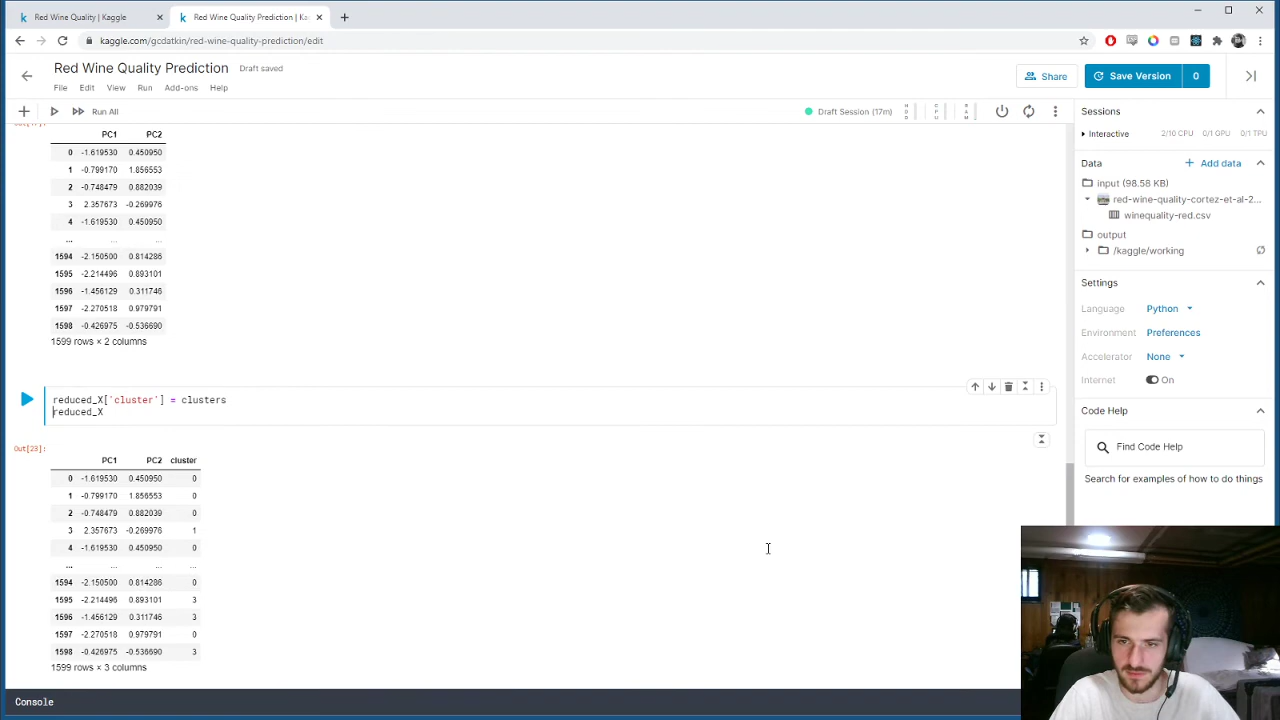 Red Wine Quality | Kaggle
Red Wine Quality Prediction | Ka
kaggle.com/gcdatkin/red-wine-quality-prediction/edit
Red Wine Quality Prediction
Draft saved
Share
Save Version
0
File
Edit
View
Run
Add-ons
Help
Run All
Draft Session (17m)
PC1 PC2
0 -1.619530 0.450950
1 -0.799170 1.856553
2 -0.748479 0.882039
3 2.357673 -0.269976
4 -1.619530 0.450950
... ... ...
1594 -2.150500 0.814286
1595 -2.214496 0.893101
1596 -1.456129 0.311746
1597 -2.270518 0.979791
1598 -0.426975 -0.536690
1599 rows × 2 columns
reduced_X['cluster'] = clusters
reduced_X
Out[23]:
PC1 PC2 cluster
0 -1.619530 0.450950 0
1 -0.799170 1.856553 0
2 -0.748479 0.882039 0
3 2.357673 -0.269976 1
4 -1.619530 0.450950 0
... ... ... ...
1594 -2.150500 0.814286 0
1595 -2.214496 0.893101 3
1596 -1.456129 0.311746 3
1597 -2.270518 0.979791 0
1598 -0.426975 -0.536690 3
1599 rows × 3 columns
Console
Sessions
Interactive
2/10 CPU 0/1 GPU 0/1 TPU
Data
Add data
input (98.58 KB)
red-wine-quality-cortez-et-al-2...
winequality-red.csv
output
/kaggle/working
Settings
Language Python
Environment Preferences
Accelerator None
Internet On
Code Help
Find Code Help
Search for examples of how to do things